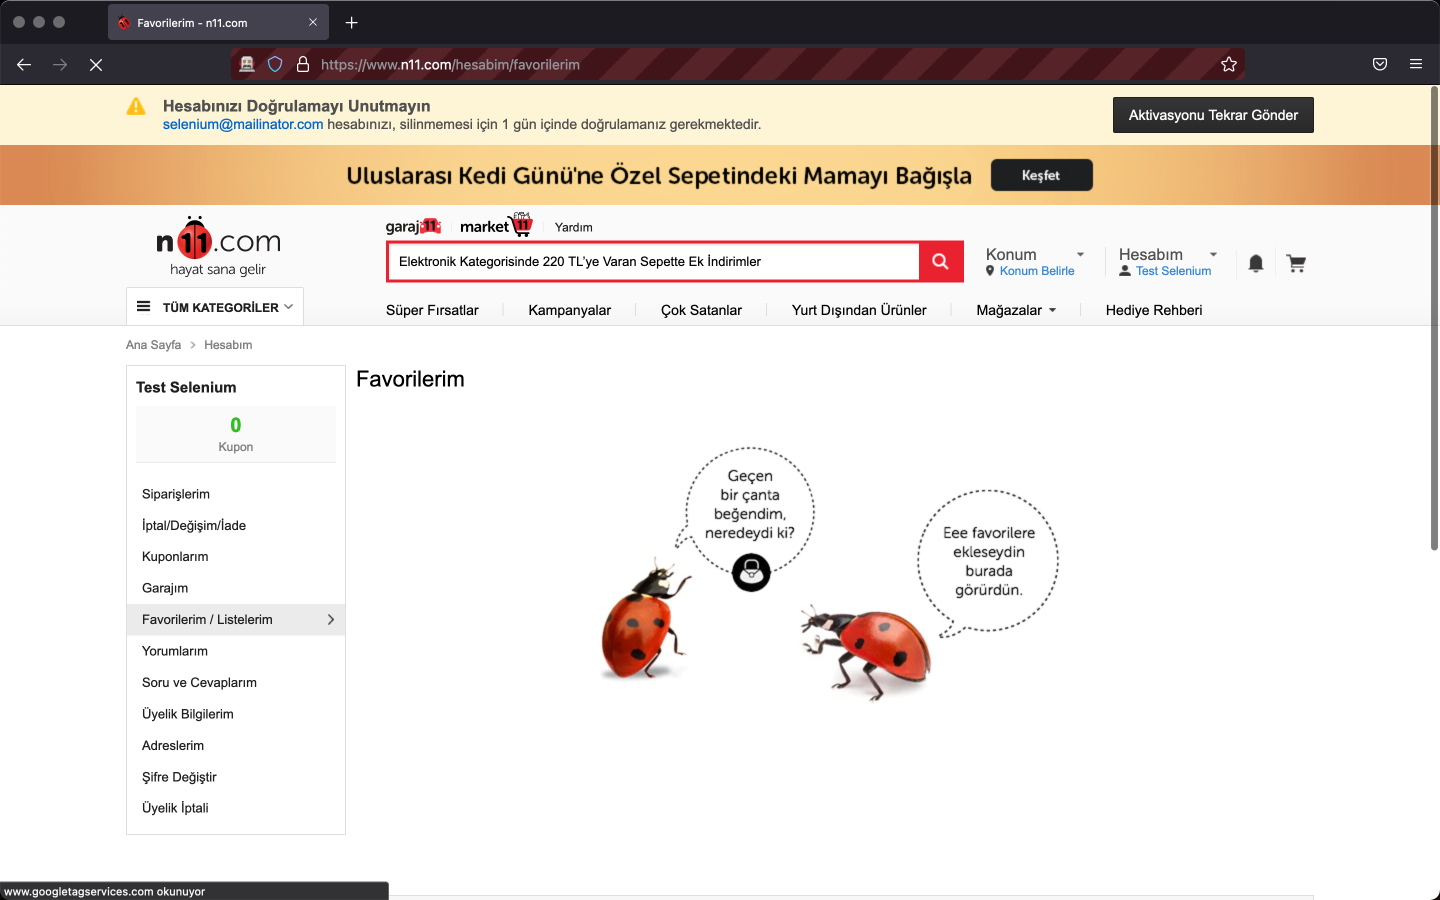 Favorilerim - n11.com
https://www.n11.com/hesabim/favorilerim
Hesabınızı Doğrulamayı Unutmayın
selenium@mailinator.com hesabınızı, silinmemesi için 1 gün içinde doğrulamanız gerekmektedir.
Aktivasyonu Tekrar Gönder
Uluslarası Kedi Günü'ne Özel Sepetindeki Mamayı Bağışla
Keşfet
n11.com
hayat sana gelir
garaj11
market11
Yardım
Elektronik Kategorisinde 220 TL'ye Varan Sepette Ek İndirimler
Konum
Konum Belirle
Hesabım
Test Selenium
TÜM KATEGORİLER
Süper Fırsatlar
Kampanyalar
Çok Satanlar
Yurt Dışından Ürünler
Mağazalar
Hediye Rehberi
Ana Sayfa > Hesabım
Test Selenium
0
Kupon
Siparişlerim
İptal/Değişim/İade
Kuponlarım
Garajım
Favorilerim / Listelerim
Yorumlarım
Soru ve Cevaplarım
Üyelik Bilgilerim
Adreslerim
Şifre Değiştir
Üyelik İptali
Favorilerim
Geçen
bir çanta
beğendim,
neredeydi ki?
Eee favorilere
ekleseydin
burada
görürdün.
www.googletagservices.com okunuyor